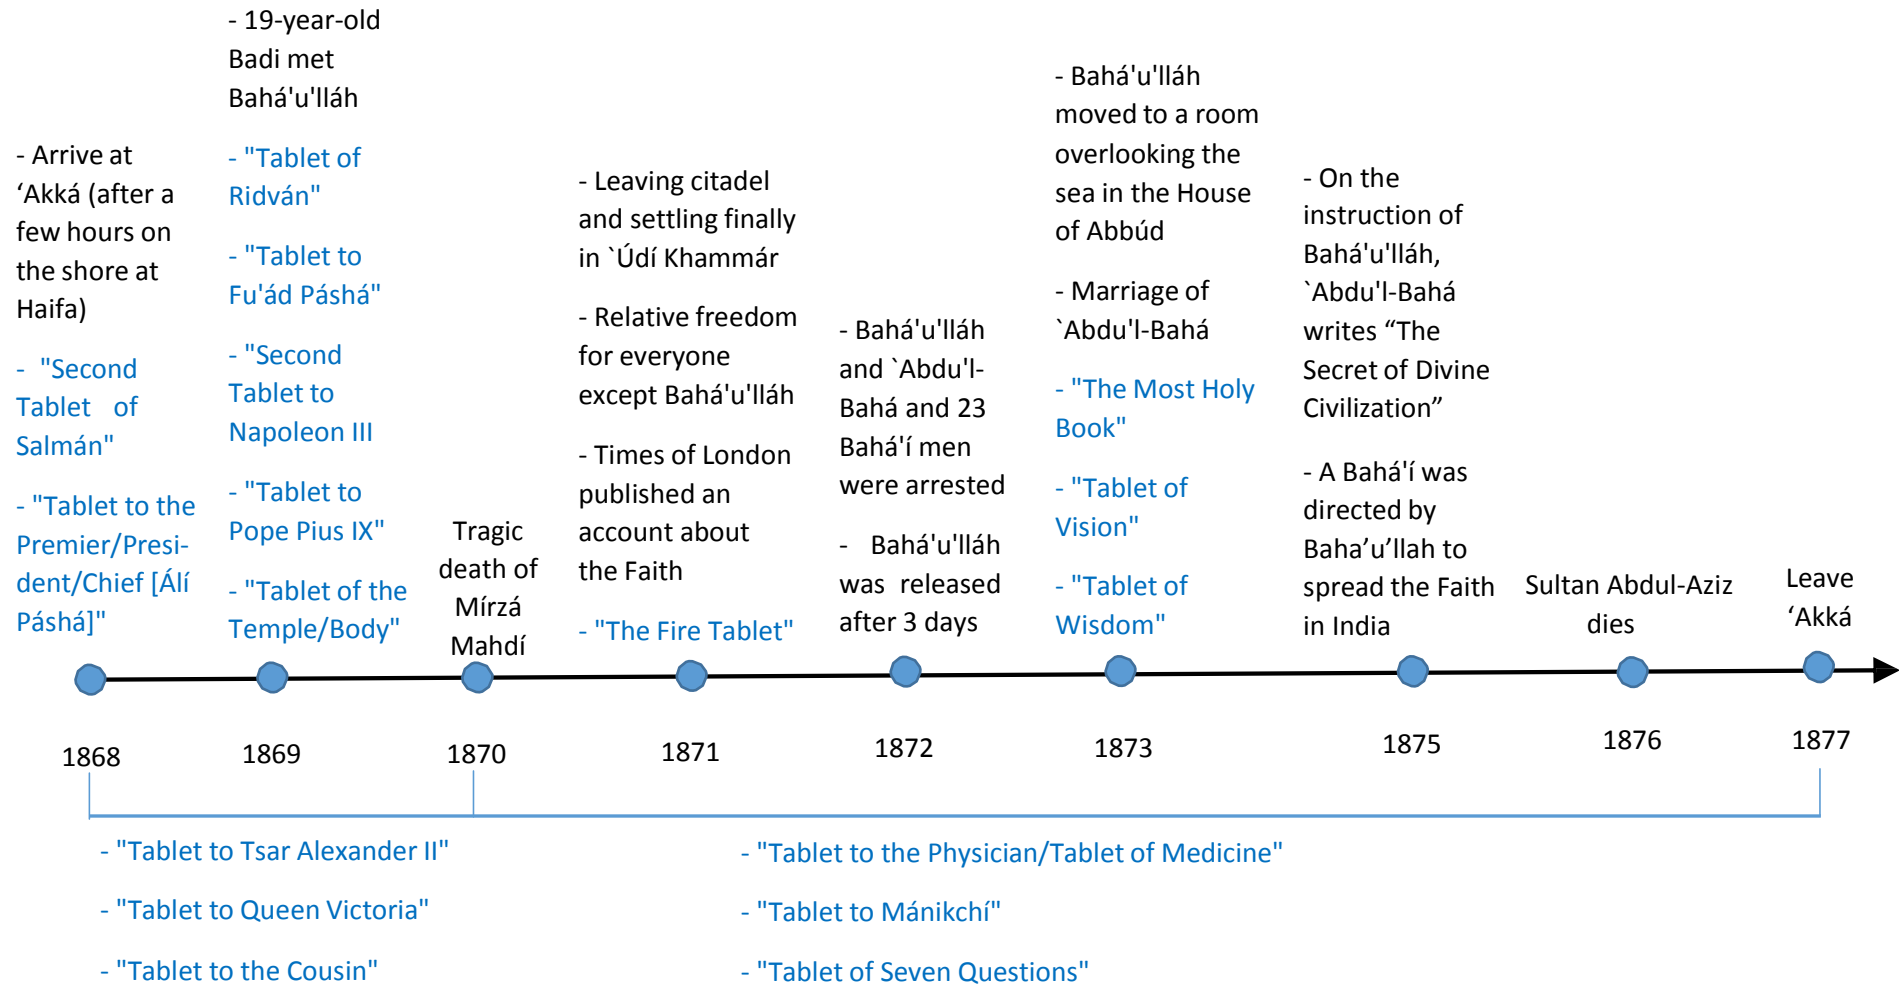 - Arrive at
‘Akká (after a
few hours on
the shore at
Haifa)
- "Second
Tablet of
Salmán"
- "Tablet to the
Premier/Presi-
dent/Chief [Álí
Páshá]"
- 19-year-old
Badi met
Bahá'u'lláh
- "Tablet of
Ridván"
- "Tablet to
Fu'ád Páshá"
- "Second
Tablet to
Napoleon III
- "Tablet to
Pope Pius IX"
- "Tablet of the
Temple/Body"
Tragic
death of
Mírzá
Mahdí
- Leaving citadel
and settling finally
in `Údí Khammár
- Relative freedom
for everyone
except Bahá'u'lláh
- Times of London
published an
account about
the Faith
- "The Fire Tablet"
- Bahá'u'lláh
and `Abdu'l-
Bahá and 23
Bahá'í men
were arrested
- Bahá'u'lláh
was released
after 3 days
- Bahá'u'lláh
moved to a room
overlooking the
sea in the House
of Abbúd
- Marriage of
`Abdu'l-Bahá
- "The Most Holy
Book"
- "Tablet of
Vision"
- "Tablet of
Wisdom"
- On the
instruction of
Bahá'u'lláh,
`Abdu'l-Bahá
writes “The
Secret of Divine
Civilization”
- A Bahá'í was
directed by
Baha’u’llah to
spread the Faith
in India
Sultan Abdul-Aziz
dies
Leave
‘Akká
1868
1869
1870
1871
1872
1873
1875
1876
1877
- "Tablet to Tsar Alexander II"
- "Tablet to Queen Victoria"
- "Tablet to the Cousin"
- "Tablet to the Physician/Tablet of Medicine"
- "Tablet to Mánikchí"
- "Tablet of Seven Questions"